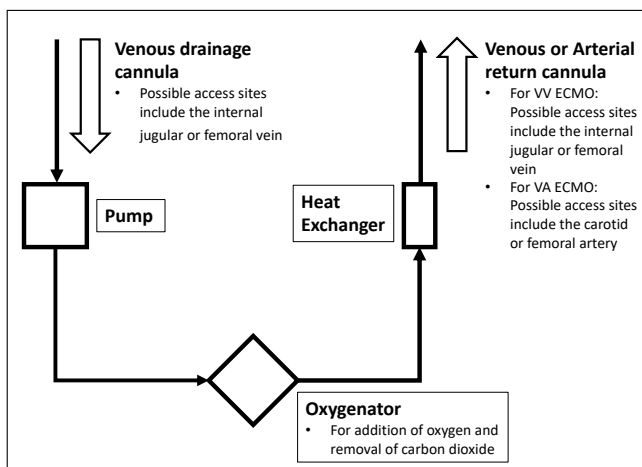 Venous drainage
cannula
• Possible access sites
include the internal
jugular or femoral vein
Venous or Arterial
return cannula
• For VV ECMO:
Possible access sites
include the internal
jugular or femoral
vein
• For VA ECMO:
Possible access sites
include the carotid
or femoral artery
Pump
Heat
Exchanger
Oxygenator
• For addition of oxygen and
removal of carbon dioxide